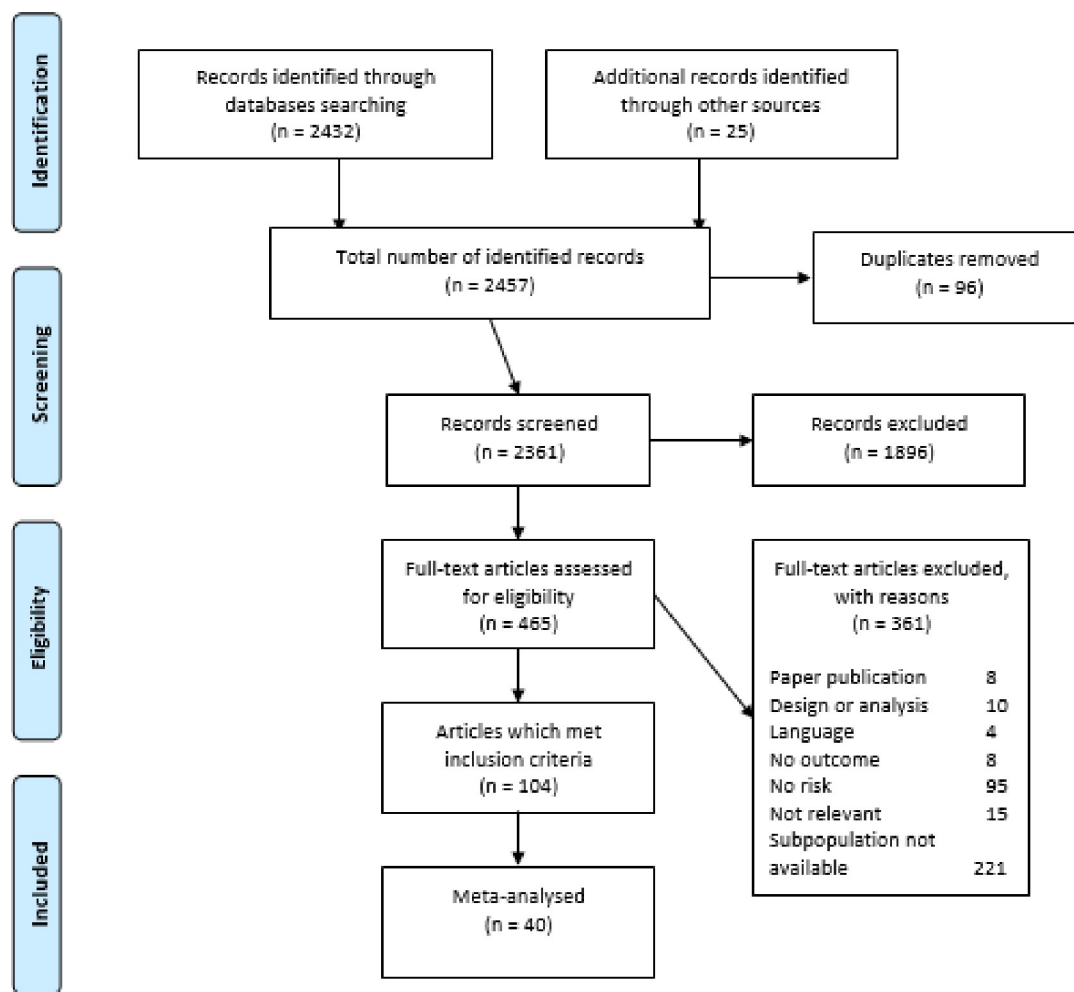 Identification
Records identified through
databases searching
(n = 2432)
Additional records identified
through other sources
(n = 25)
Total number of identified records
(n = 2457)
Duplicates removed
(n = 96)
Screening
Records screened
(n = 2361)
Records excluded
(n = 1896)
Eligibility
Full-text articles assessed
for eligibility
(n = 465)
Full-text articles excluded,
with reasons
(n = 361)
Paper publication 8
Design or analysis 10
Language 4
No outcome 8
No risk 95
Not relevant 15
Subpopulation not
available 221
Articles which met
inclusion criteria
(n = 104)
Included
Meta-analysed
(n = 40)